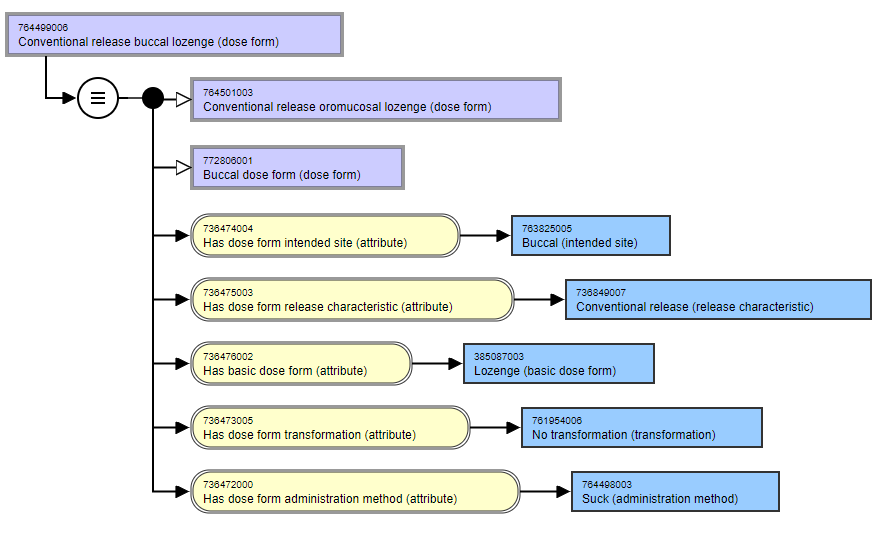 764499006
Conventional release buccal lozenge (dose form)
764501003
Conventional release oromucosal lozenge (dose form)
772806001
Buccal dose form (dose form)
736474004
Has dose form intended site (attribute)
763825005
Buccal (intended site)
736475003
Has dose form release characteristic (attribute)
736849007
Conventional release (release characteristic)
736476002
Has basic dose form (attribute)
385087003
Lozenge (basic dose form)
736473005
Has dose form transformation (attribute)
761954006
No transformation (transformation)
736472000
Has dose form administration method (attribute)
764498003
Suck (administration method)